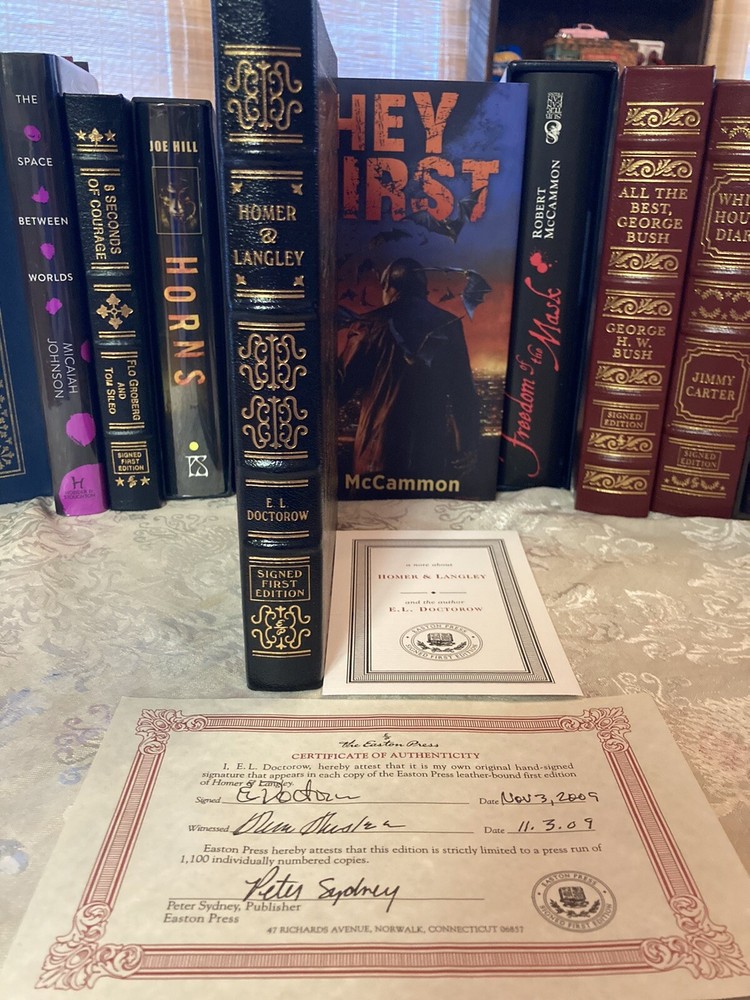 THE
SPACE
BETWEEN
WORLDS
MICAIAH
JOHNSON
8 SECONDS
OF COURAGE
FLO GROBERG
AND
TOM SILEO
SIGNED
FIRST
EDITION
JOE HILL
HORNS
HOMER
&
LANGLEY
E. L.
DOCTOROW
SIGNED
FIRST
EDITION
HEY
IRST
McCammon
ROBERT
McCAMMON
Freedom of the Mask
ALL THE
BEST,
GEORGE
BUSH
GEORGE
H. W.
BUSH
SIGNED
EDITION
WHI
HOU
DIAR
JIMMY
CARTER
SIGNED
EDITION
a note about
HOMER & LANGLEY
and the author
E.L. DOCTOROW
EASTON PRESS
SIGNED FIRST EDITION
The Easton Press
CERTIFICATE OF AUTHENTICITY
I, E.L. Doctorow, hereby attest that it is my own original hand-signed
signature that appears in each copy of the Easton Press leather-bound first edition
of Homer & Langley.
Signed Date Nov 3, 2009
Witnessed Date 11.3.09
Easton Press hereby attests that this edition is strictly limited to a press run of
1,100 individually numbered copies.
Peter Sydney
Peter Sydney, Publisher
Easton Press
47 RICHARDS AVENUE, NORWALK, CONNECTICUT 06857
EASTON PRESS
SIGNED FIRST EDITION